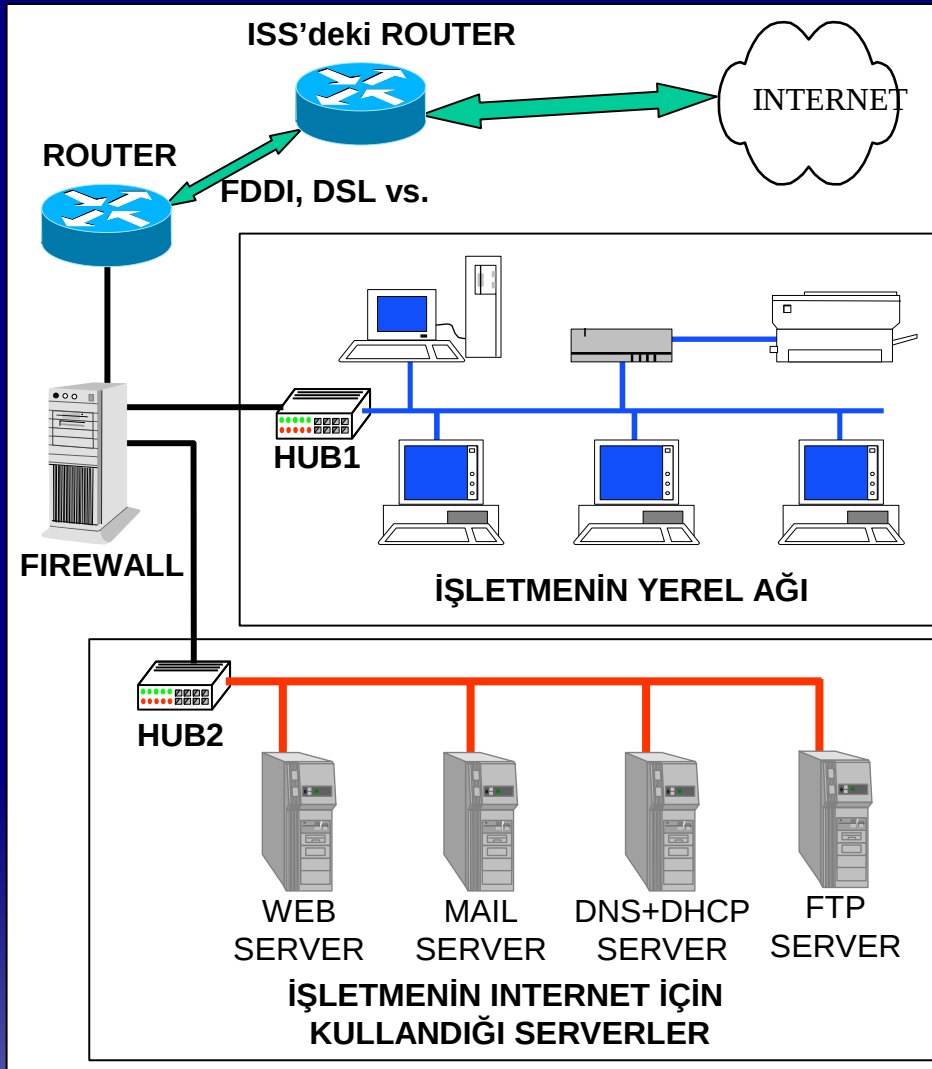 ISS’deki ROUTER
INTERNET
ROUTER
FDDI, DSL vs.
HUB1
FIREWALL
İŞLETMENİN YEREL AĞI
HUB2
WEB
SERVER
MAIL
SERVER
DNS+DHCP
SERVER
FTP
SERVER
İŞLETMENİN INTERNET İÇİN
KULLANDIĞI SERVERLER